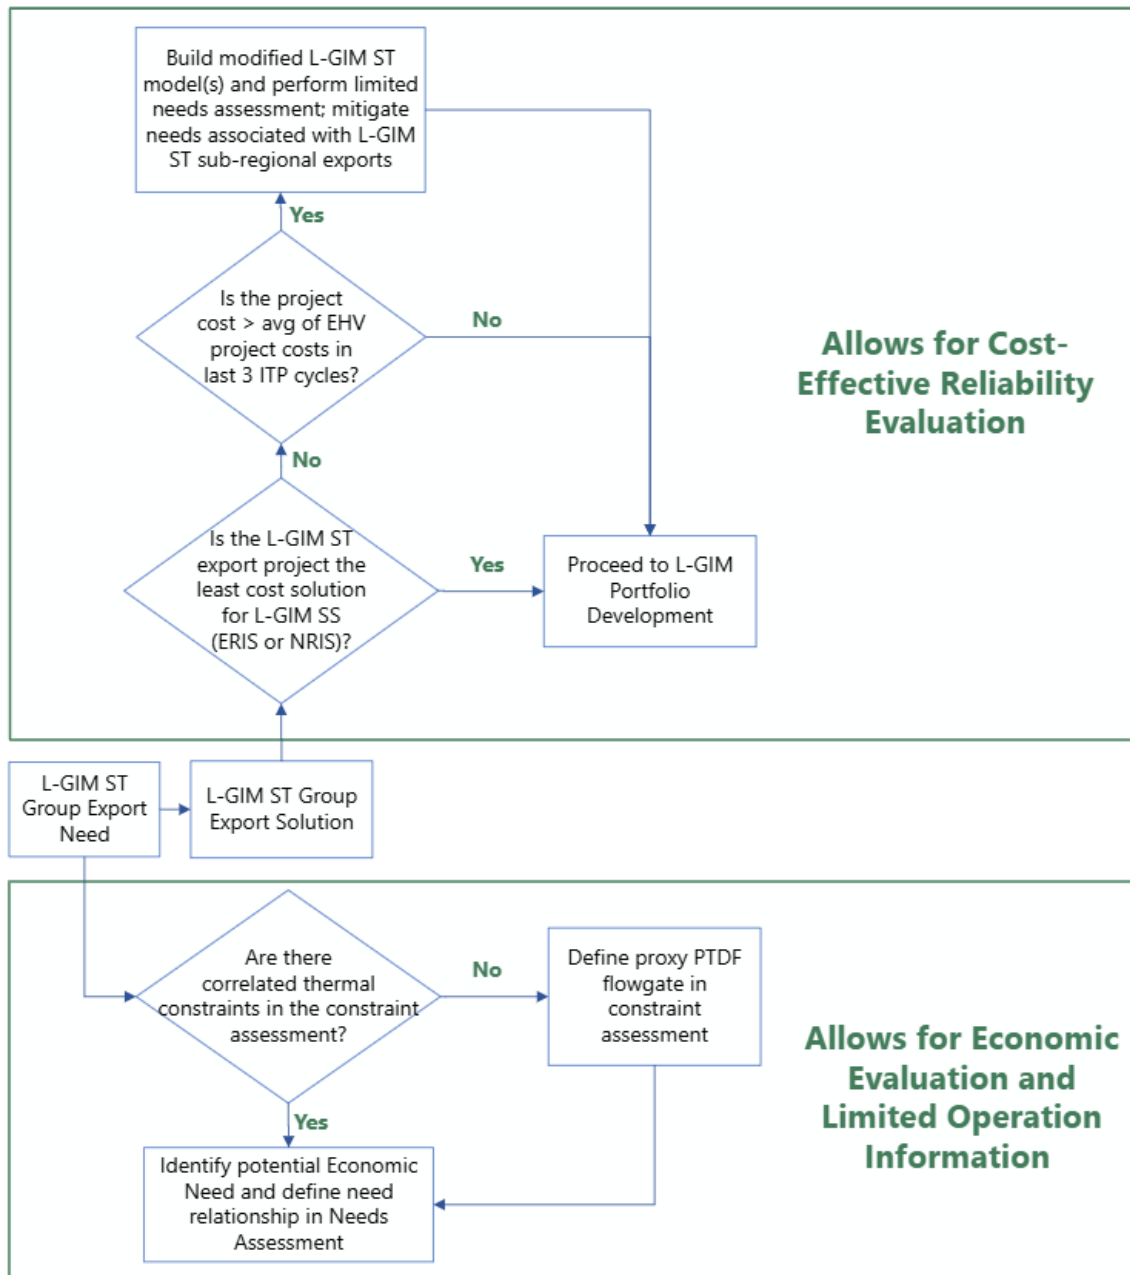 Build modified L-GIM ST
model(s) and perform limited
needs assessment; mitigate
needs associated with L-GIM
ST sub-regional exports
Yes
Is the project
cost > avg of EHV
project costs in
last 3 ITP cycles?
No
Allows for Cost-
Effective Reliability
Evaluation
No
Is the L-GIM ST
export project the
least cost solution
for L-GIM SS
(ERIS or NRIS)?
Yes
Proceed to L-GIM
Portfolio
Development
L-GIM ST
Group Export
Need
L-GIM ST Group
Export Solution
Are there
correlated thermal
constraints in the constraint
assessment?
No
Define proxy PTDF
flowgate in
constraint
assessment
Allows for Economic
Evaluation and
Limited Operation
Information
Yes
Identify potential Economic
Need and define need
relationship in Needs
Assessment